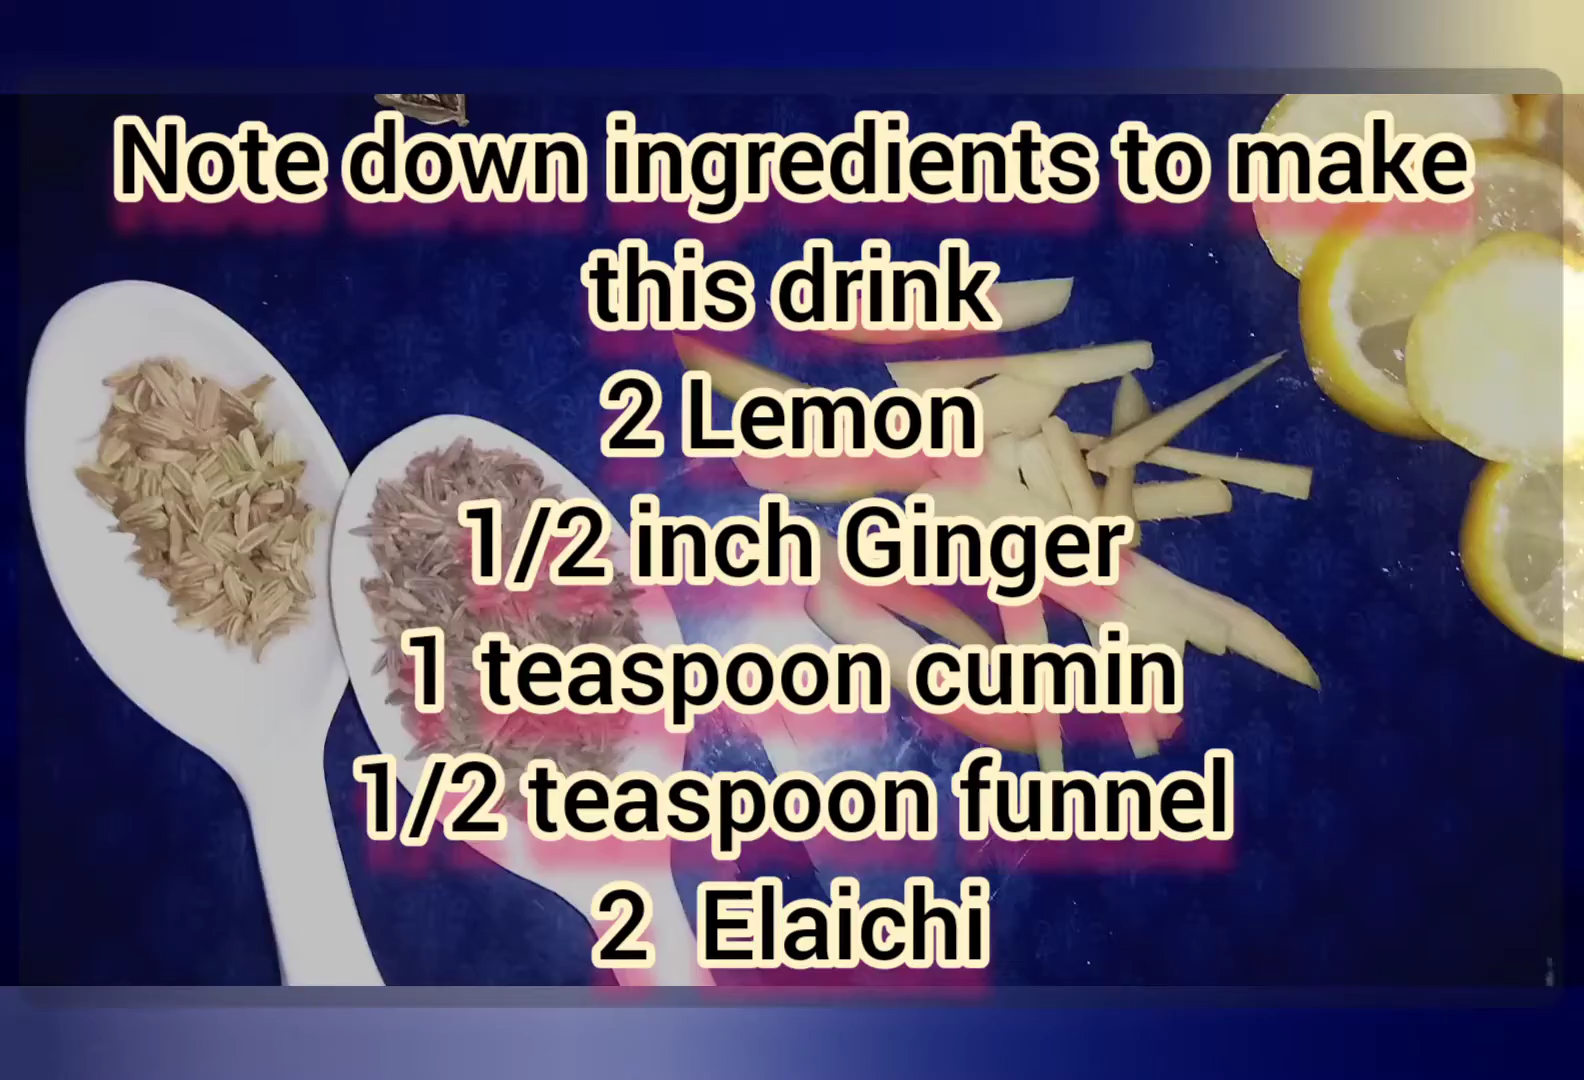 Note down ingredients to make
this drink
2 Lemon
1/2 inch Ginger
1 teaspoon cumin
1/2 teaspoon funnel
2 Elaichi